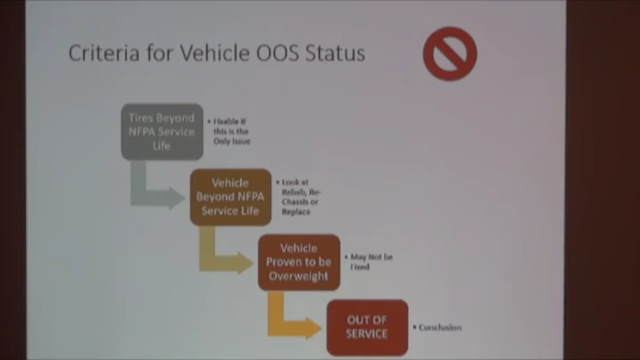 Criteria for Vehicle OOS Status
Tires Beyond
NFPA Service
Life
• Fixable if
this is the
Only Issue
Vehicle
Beyond NFPA
Service Life
• Look at
Rehab, Re-
Chassis or
Replace
Vehicle
Proven to be
Overweight
• May Not be
Fixed
OUT OF
SERVICE
• Conclusion